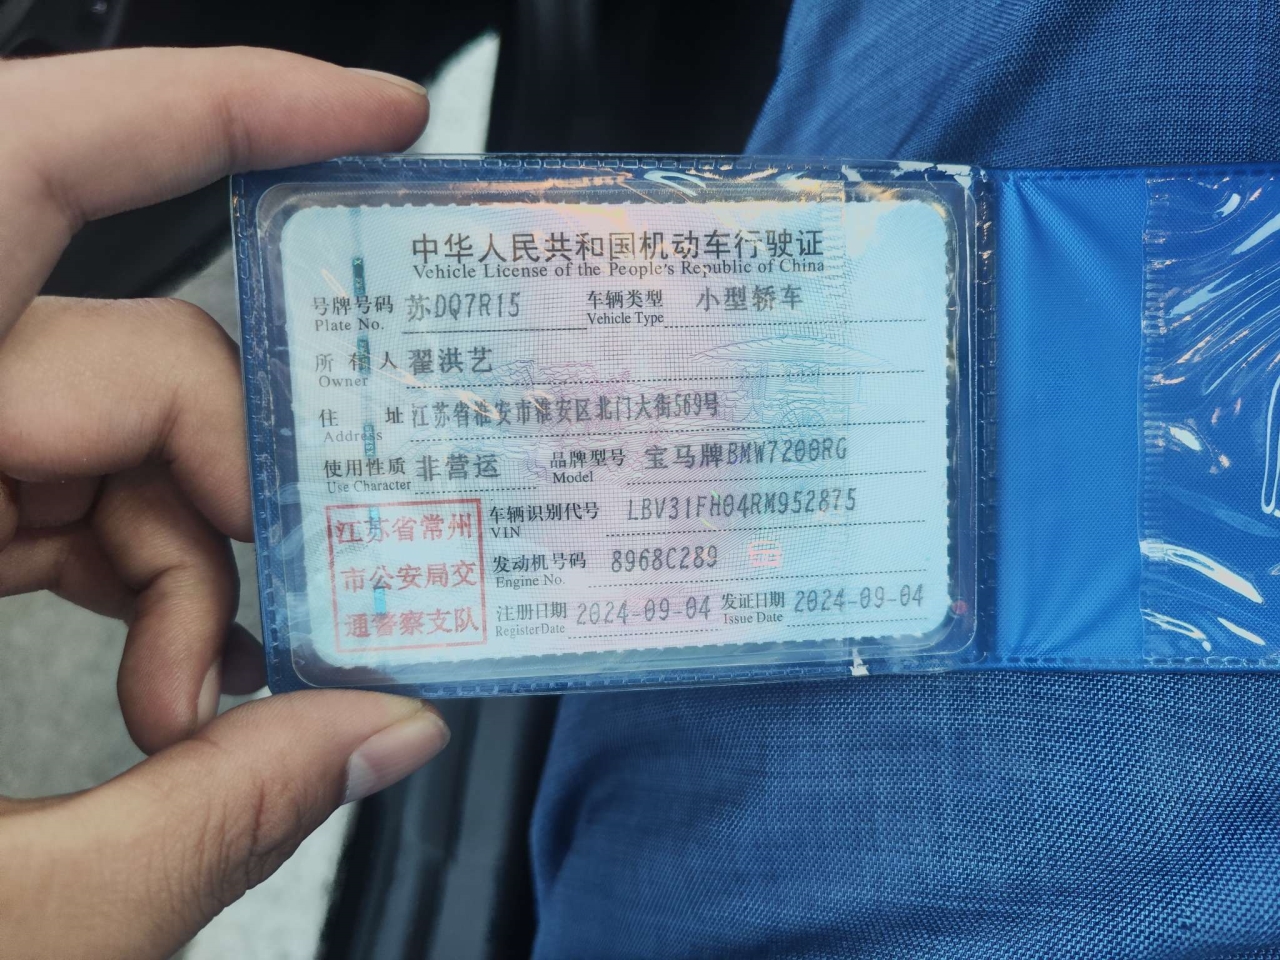 中华人民共和国机动车行驶证
Vehicle License of the People's Republic of China
号牌号码 苏DQ7R15 车辆类型 小型轿车
Plate No. Vehicle Type
所有人 翟洪艺
Owner
住址 江苏省淮安市淮安区北门大街569号
Address
使用性质 非营运 品牌型号 宝马牌BMW7200RG
Use Character Model
江苏省常州
市公安局交
通警察支队
车辆识别代号 LBV31FH04RM952875
VIN
发动机号码 8968C289
Engine No.
注册日期 2024-09-04 发证日期 2024-09-04
Register Date Issue Date